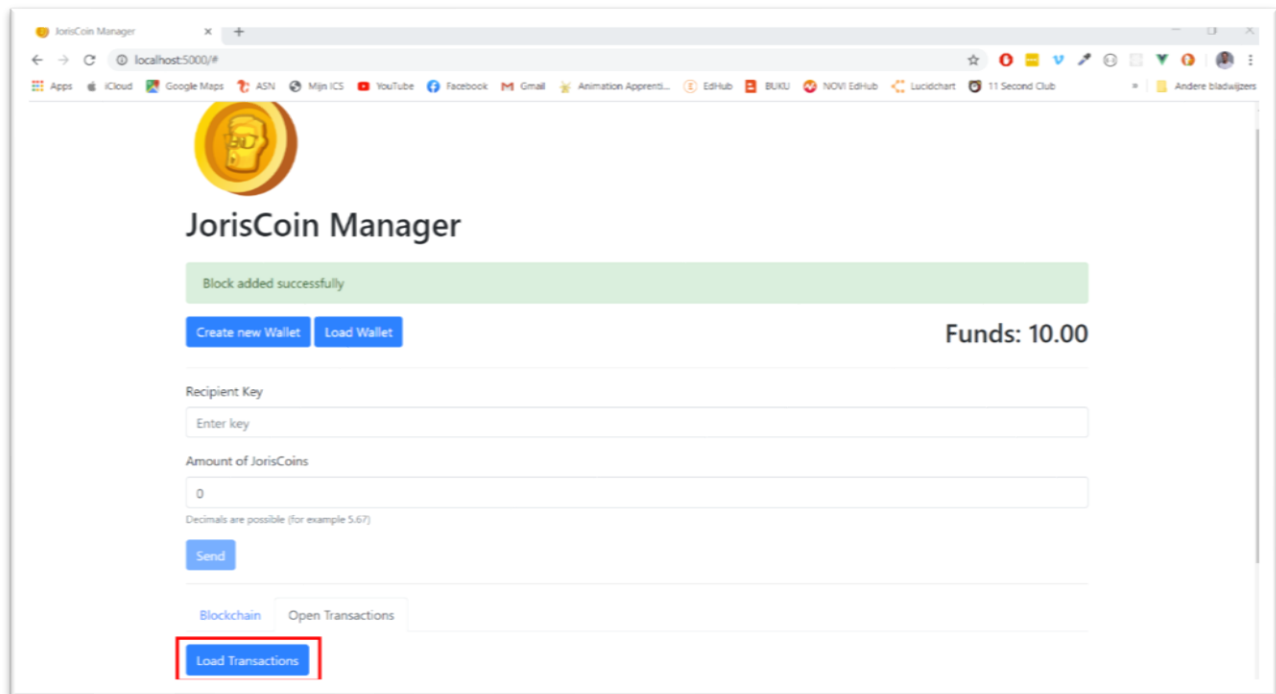 JorisCoin Manager
localhost:5000/#
Apps iCloud Google Maps ASN Mijn ICS YouTube Facebook Gmail Animation Apprenti... EdHub BUKU NOVI EdHub Lucidchart 11 Second Club » Andere bladwijzers
JorisCoin Manager
Block added successfully
Create new Wallet Load Wallet Funds: 10.00
Recipient Key
Enter key
Amount of JorisCoins
0
Decimals are possible (for example 5.67)
Send
Blockchain Open Transactions
Load Transactions